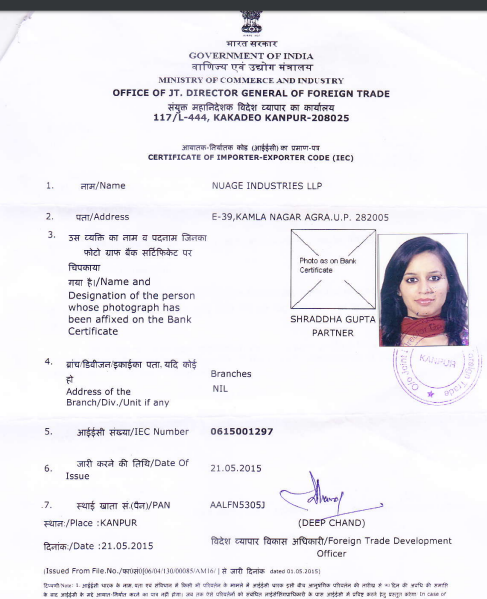 भारत सरकार
GOVERNMENT OF INDIA
वाणिज्य एवं उद्योग मंत्रालय
MINISTRY OF COMMERCE AND INDUSTRY
OFFICE OF JT. DIRECTOR GENERAL OF FOREIGN TRADE
संयुक्त महानिदेशक विदेश व्यापार का कार्यालय
117/L-444, KAKADEO KANPUR-208025
आयातक-निर्यातक कोड (आईईसी) का प्रमाण-पत्र
CERTIFICATE OF IMPORTER-EXPORTER CODE (IEC)
1. नाम/Name NUAGE INDUSTRIES LLP
2. पता/Address E-39,KAMLA NAGAR AGRA.U.P. 282005
3. उस व्यक्ति का नाम व पदनाम जिनका
फोटो ग्राफ बैंक सर्टिफिकेट पर
चिपकाया
गया है।/Name and
Designation of the person
whose photograph has
been affixed on the Bank
Certificate
Photo as on Bank
Certificate
SHRADDHA GUPTA
PARTNER
KANPUR
4. ब्रांच/डिवीजन/इकाईका पता.यदि कोई
हो
Address of the
Branch/Div./Unit if any
Branches
NIL
5. आईईसी संख्या/IEC Number 0615001297
6. जारी करने की तिथि/Date Of
Issue
21.05.2015
.7. स्थाई खाता सं.(पैन)/PAN AALFN5305J
स्थान:/Place :KANPUR (DEEP CHAND)
दिनांक:/Date :21.05.2015 विदेश व्यापार विकास अधिकारी/Foreign Trade Development
Officer
(Issued From File.No./फा॰सं0[06/04/130/00085/AM16/] से जारी दिनांक dated 01.05.2015)